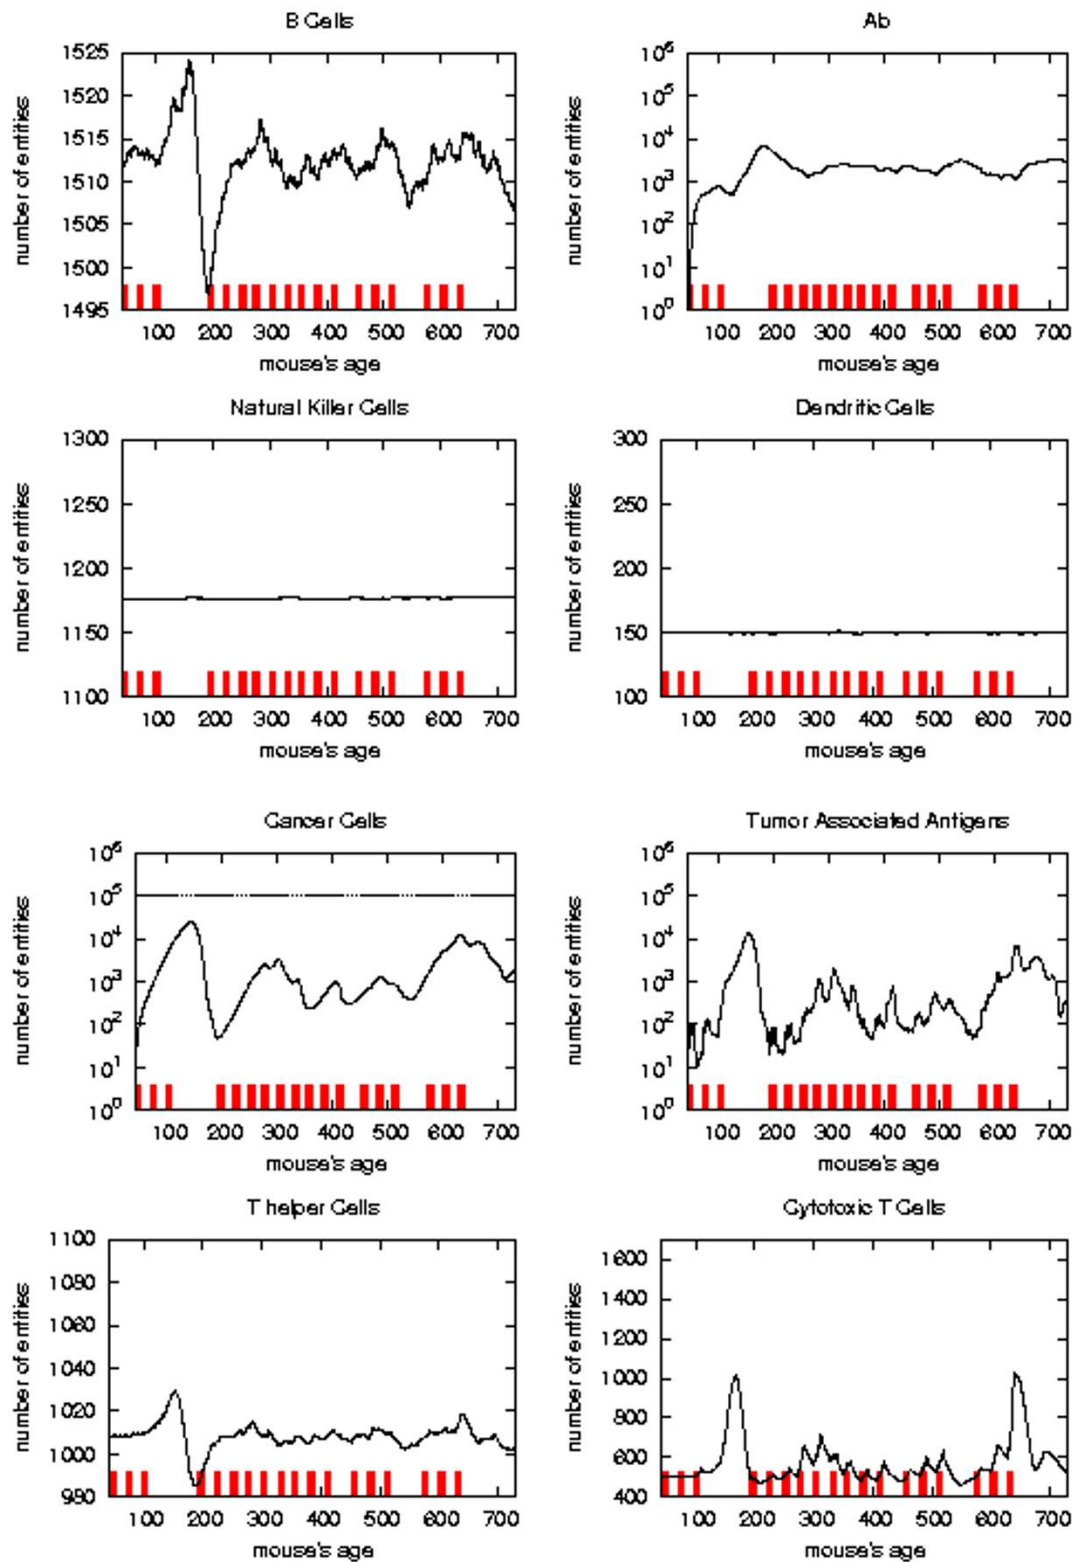 B Cells
Ab
number of entities
1525
1520
1515
1510
1505
1500
1495
100 200 300 400 500 600 700
mouse's age
number of entities
10^6
10^5
10^4
10^3
10^2
10^1
10^0
100 200 300 400 500 600 700
mouse's age
Natural Killer Cells
Dendritic Cells
number of entities
1300
1250
1200
1150
1100
100 200 300 400 500 600 700
mouse's age
number of entities
300
250
200
150
100
100 200 300 400 500 600 700
mouse's age
Cancer Cells
Tumor Associated Antigens
number of entities
10^6
10^5
10^4
10^3
10^2
10^1
10^0
100 200 300 400 500 600 700
mouse's age
number of entities
10^6
10^5
10^4
10^3
10^2
10^1
10^0
100 200 300 400 500 600 700
mouse's age
T helper Cells
Cytotoxic T Cells
number of entities
1100
1080
1060
1040
1020
1000
980
100 200 300 400 500 600 700
mouse's age
number of entities
1600
1400
1200
1000
800
600
400
100 200 300 400 500 600 700
mouse's age